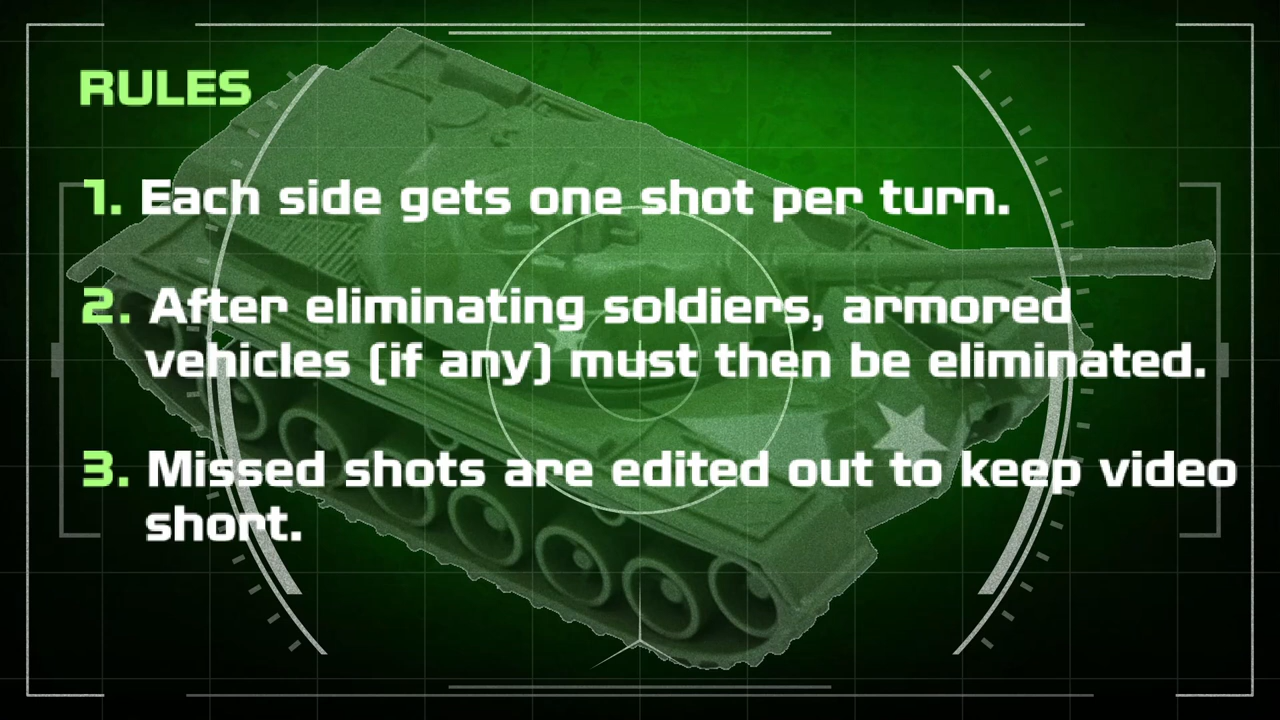 RULES
1. Each side gets one shot per turn.
2. After eliminating soldiers, armored
vehicles (if any) must then be eliminated.
3. Missed shots are edited out to keep video
short.